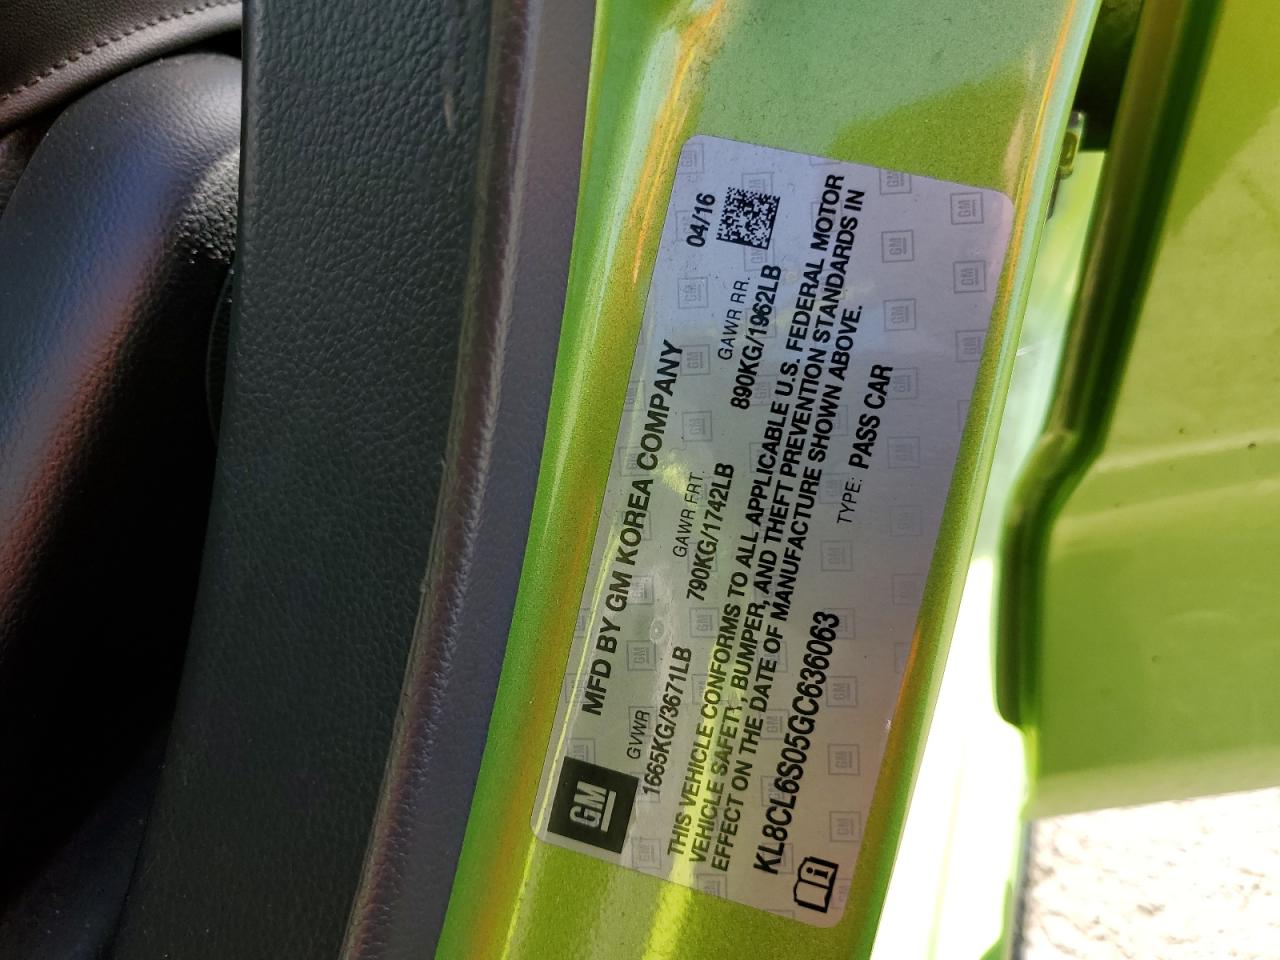 MFD BY GM KOREA COMPANY 04/16
GVWR GAWR FRT. GAWR RR.
1665KG/3671LB 790KG/1742LB 890KG/1962LB
THIS VEHICLE CONFORMS TO ALL APPLICABLE U.S. FEDERAL MOTOR
VEHICLE SAFETY, BUMPER, AND THEFT PREVENTION STANDARDS IN
EFFECT ON THE DATE OF MANUFACTURE SHOWN ABOVE.
KL8CL6S05GC636063 TYPE: PASS CAR
GM
i